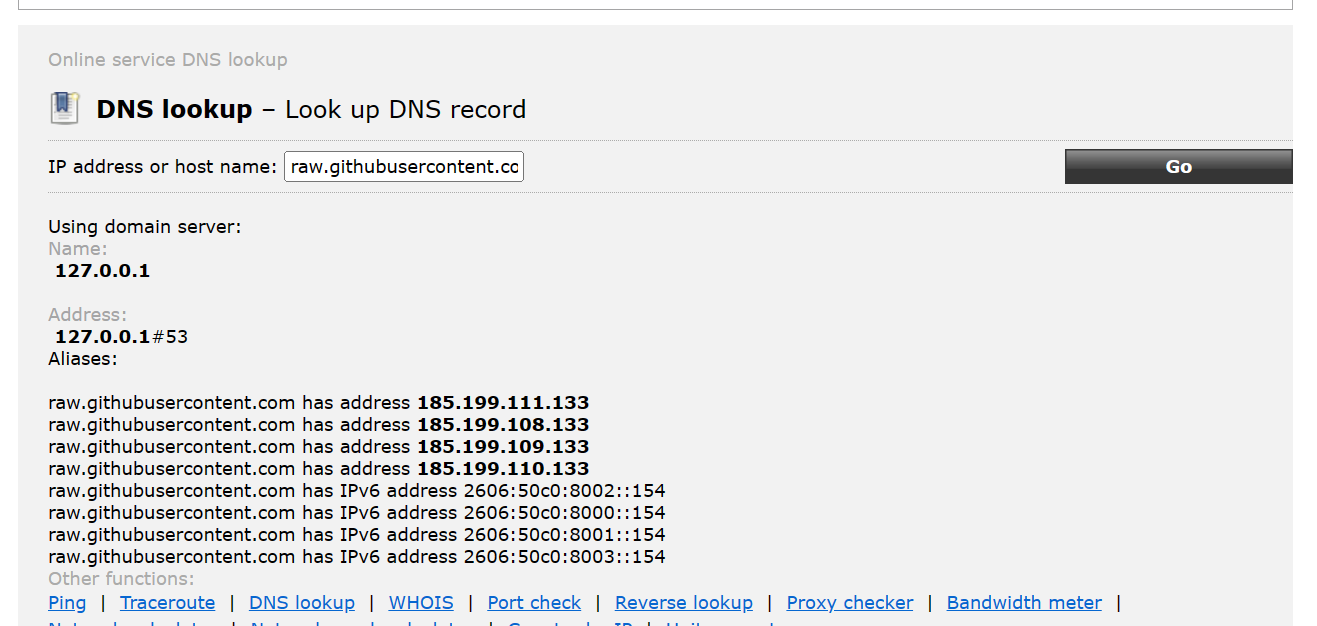 Online service DNS lookup
DNS lookup – Look up DNS record
IP address or host name: raw.githubusercontent.co
Go
Using domain server:
Name:
127.0.0.1
Address:
127.0.0.1#53
Aliases:
raw.githubusercontent.com has address 185.199.111.133
raw.githubusercontent.com has address 185.199.108.133
raw.githubusercontent.com has address 185.199.109.133
raw.githubusercontent.com has address 185.199.110.133
raw.githubusercontent.com has IPv6 address 2606:50c0:8002::154
raw.githubusercontent.com has IPv6 address 2606:50c0:8000::154
raw.githubusercontent.com has IPv6 address 2606:50c0:8001::154
raw.githubusercontent.com has IPv6 address 2606:50c0:8003::154
Other functions:
Ping | Traceroute | DNS lookup | WHOIS | Port check | Reverse lookup | Proxy checker | Bandwidth meter |